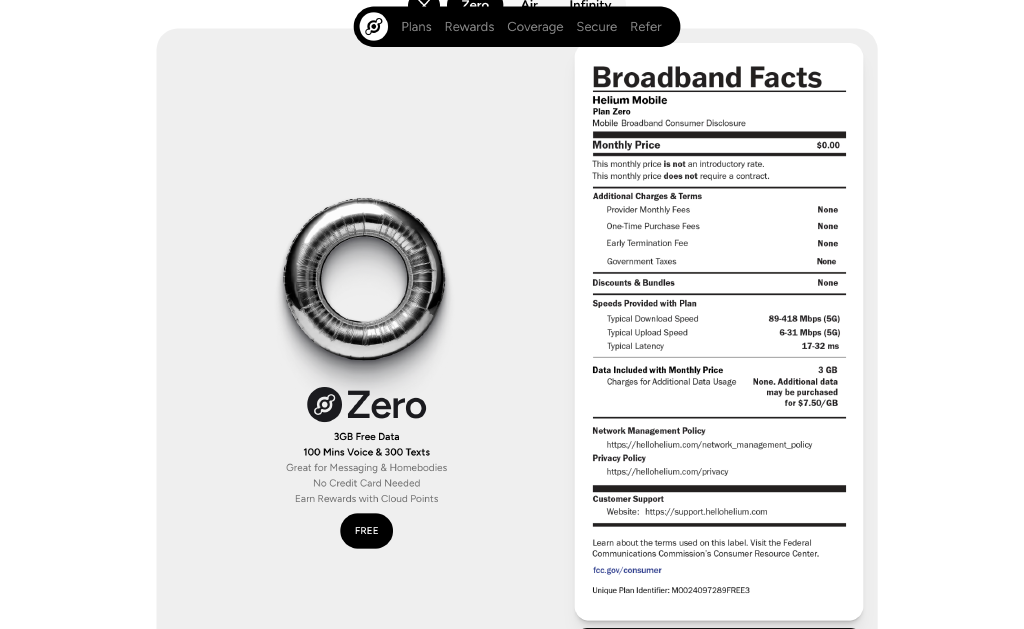 Zero Air Infinity
Plans Rewards Coverage Secure Refer
Zero
3GB Free Data
100 Mins Voice & 300 Texts
Great for Messaging & Homebodies
No Credit Card Needed
Earn Rewards with Cloud Points
FREE
Broadband Facts
Helium Mobile
Plan Zero
Mobile Broadband Consumer Disclosure
Monthly Price $0.00
This monthly price is not an introductory rate.
This monthly price does not require a contract.
Additional Charges & Terms
Provider Monthly Fees None
One-Time Purchase Fees None
Early Termination Fee None
Government Taxes None
Discounts & Bundles None
Speeds Provided with Plan
Typical Download Speed 89-418 Mbps (5G)
Typical Upload Speed 6-31 Mbps (5G)
Typical Latency 17-32 ms
Data Included with Monthly Price 3 GB
Charges for Additional Data Usage None. Additional data
may be purchased
for $7.50/GB
Network Management Policy
https://hellohelium.com/network_management_policy
Privacy Policy
https://hellohelium.com/privacy
Customer Support
Website: https://support.hellohelium.com
Learn about the terms used on this label. Visit the Federal
Communications Commission's Consumer Resource Center.
fcc.gov/consumer
Unique Plan Identifier: M0024097289FREE3